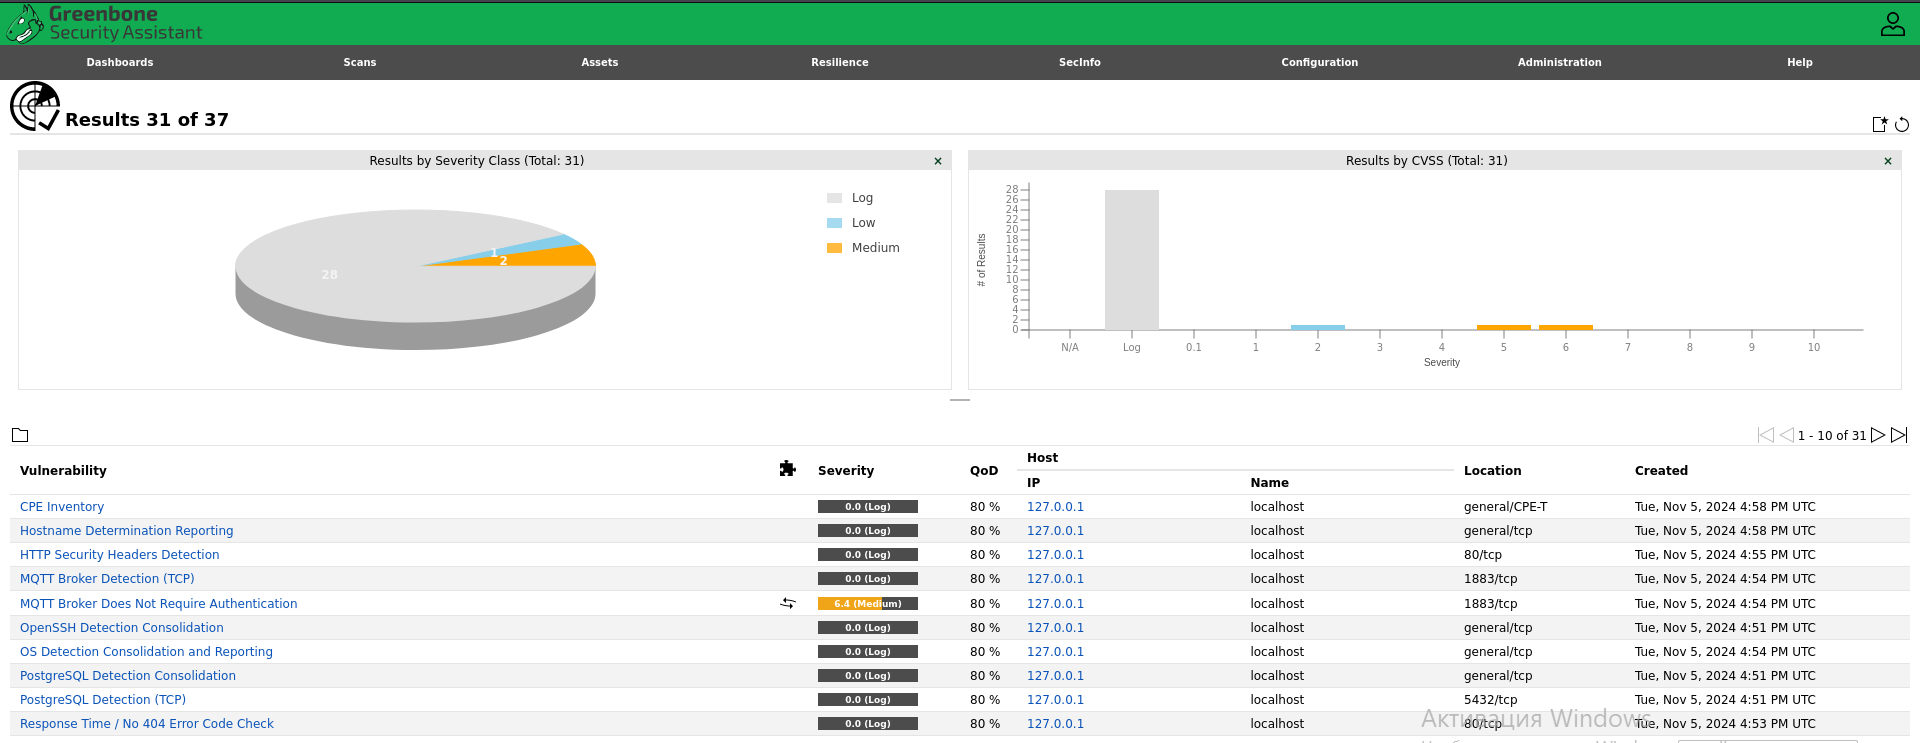 Greenbone
Security Assistant
Dashboards Scans Assets Resilience SecInfo Configuration Administration Help
Results 31 of 37
Results by Severity Class (Total: 31) ×
Log
Low
Medium
1
2
28
Results by CVSS (Total: 31) ×
28
26
24
22
20
18
16
14
12
10
8
6
4
2
0
# of Results
N/A Log 0.1 1 2 3 4 5 6 7 8 9 10
Severity
1 - 10 of 31
Vulnerability Severity QoD Host Location Created
IP Name
CPE Inventory 0.0 (Log) 80 % 127.0.0.1 localhost general/CPE-T Tue, Nov 5, 2024 4:58 PM UTC
Hostname Determination Reporting 0.0 (Log) 80 % 127.0.0.1 localhost general/tcp Tue, Nov 5, 2024 4:58 PM UTC
HTTP Security Headers Detection 0.0 (Log) 80 % 127.0.0.1 localhost 80/tcp Tue, Nov 5, 2024 4:55 PM UTC
MQTT Broker Detection (TCP) 0.0 (Log) 80 % 127.0.0.1 localhost 1883/tcp Tue, Nov 5, 2024 4:54 PM UTC
MQTT Broker Does Not Require Authentication 6.4 (Medium) 80 % 127.0.0.1 localhost 1883/tcp Tue, Nov 5, 2024 4:54 PM UTC
OpenSSH Detection Consolidation 0.0 (Log) 80 % 127.0.0.1 localhost general/tcp Tue, Nov 5, 2024 4:51 PM UTC
OS Detection Consolidation and Reporting 0.0 (Log) 80 % 127.0.0.1 localhost general/tcp Tue, Nov 5, 2024 4:54 PM UTC
PostgreSQL Detection Consolidation 0.0 (Log) 80 % 127.0.0.1 localhost general/tcp Tue, Nov 5, 2024 4:51 PM UTC
PostgreSQL Detection (TCP) 0.0 (Log) 80 % 127.0.0.1 localhost 5432/tcp Tue, Nov 5, 2024 4:51 PM UTC
Response Time / No 404 Error Code Check 0.0 (Log) 80 % 127.0.0.1 localhost 80/tcp Tue, Nov 5, 2024 4:53 PM UTC
Активация Windows